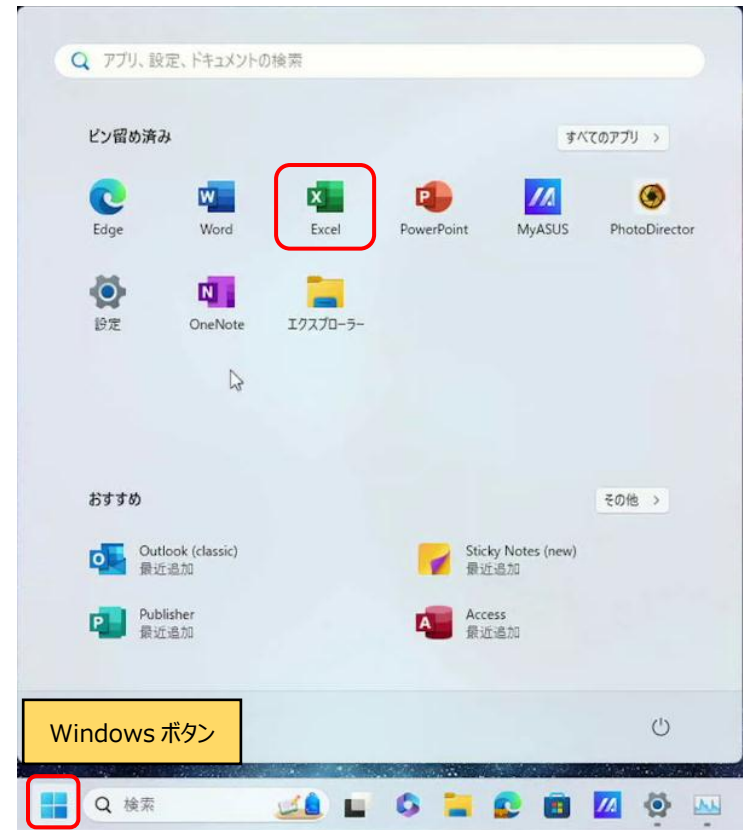 アプリ、設定、ドキュメントの検索
ピン留め済み
すべてのアプリ >
Edge
Word
Excel
PowerPoint
MyASUS
PhotoDirector
設定
OneNote
エクスプローラー
おすすめ
その他 >
Outlook (classic)
最近追加
Sticky Notes (new)
最近追加
Publisher
最近追加
Access
最近追加
Windows ボタン
検索